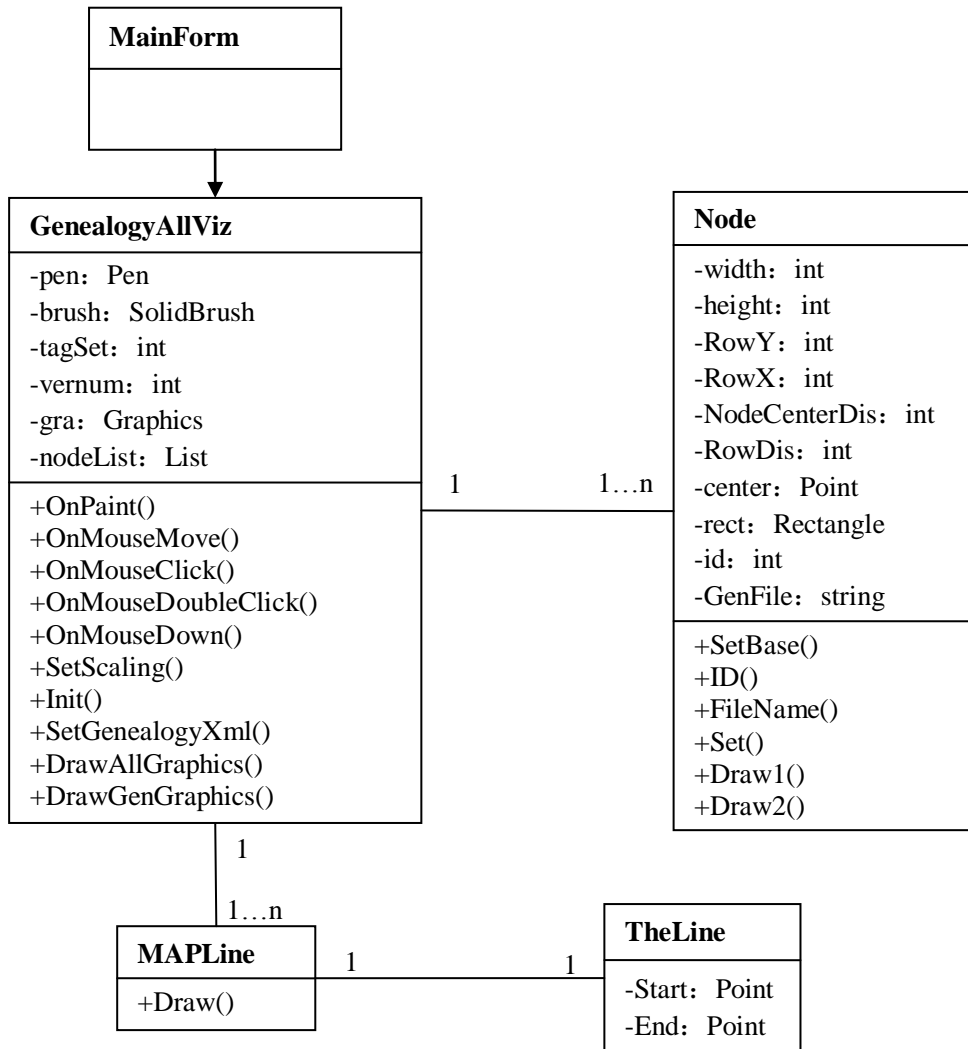 MainForm
GenealogyAllViz
-pen：Pen
-brush：SolidBrush
-tagSet：int
-vernum：int
-gra：Graphics
-nodeList：List
+OnPaint()
+OnMouseMove()
+OnMouseClick()
+OnMouseDoubleClick()
+OnMouseDown()
+SetScaling()
+Init()
+SetGenealogyXml()
+DrawAllGraphics()
+DrawGenGraphics()
1
1…n
Node
-width：int
-height：int
-RowY：int
-RowX：int
-NodeCenterDis：int
-RowDis：int
-center：Point
-rect：Rectangle
-id：int
-GenFile：string
+SetBase()
+ID()
+FileName()
+Set()
+Draw1()
+Draw2()
1
1…n
MAPLine
+Draw()
1
1
TheLine
-Start：Point
-End：Point